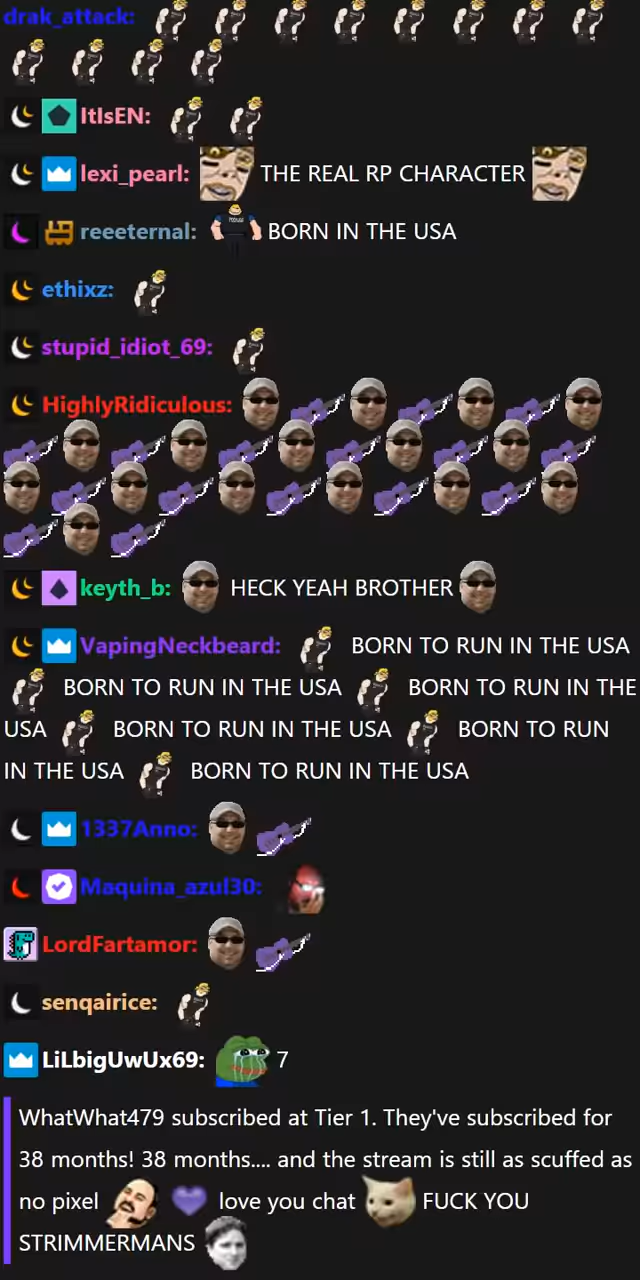 drak_attack:
ItIsEN:
lexi_pearl: THE REAL RP CHARACTER
reeeternal: BORN IN THE USA
ethixz:
stupid_idiot_69:
HighlyRidiculous:
keyth_b: HECK YEAH BROTHER
VapingNeckbeard: BORN TO RUN IN THE USA
BORN TO RUN IN THE USA BORN TO RUN IN THE
USA BORN TO RUN IN THE USA BORN TO RUN
IN THE USA BORN TO RUN IN THE USA
1337Anno:
Maquina_azul30:
LordFartamor:
senqairice:
LiLbigUwUx69: 7
WhatWhat479 subscribed at Tier 1. They've subscribed for
38 months! 38 months.... and the stream is still as scuffed as
no pixel love you chat FUCK YOU
STRIMMERMANS